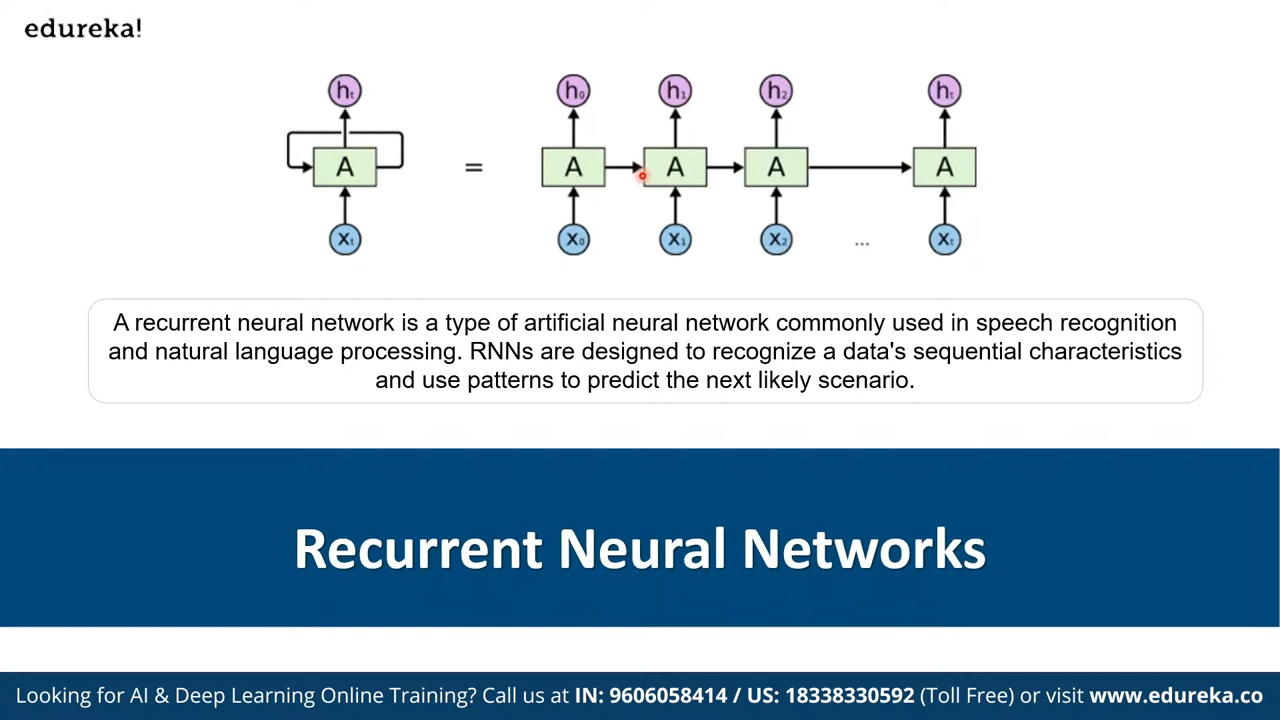 edureka!
hₜ h₀ h₁ h₂ hₜ
A = A A A A
xₜ x₀ x₁ x₂ ... xₜ
A recurrent neural network is a type of artificial neural network commonly used in speech recognition
and natural language processing. RNNs are designed to recognize a data's sequential characteristics
and use patterns to predict the next likely scenario.
Recurrent Neural Networks
Looking for AI & Deep Learning Online Training? Call us at IN: 9606058414 / US: 18338330592 (Toll Free) or visit www.edureka.co